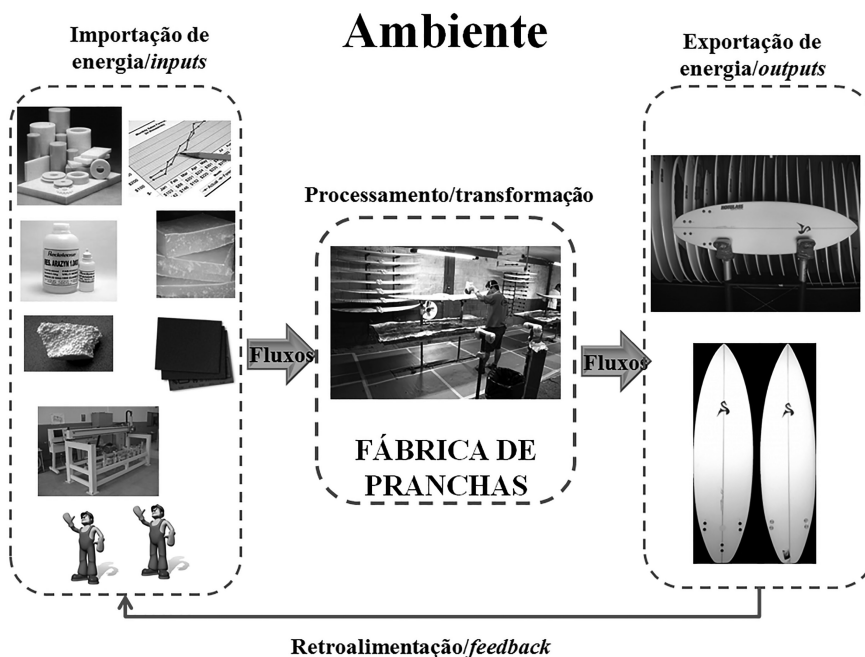 Ambiente
Importação de
energia/inputs
Exportação de
energia/outputs
Processamento/transformação
Fluxos
Fluxos
FÁBRICA DE
PRANCHAS
Retroalimentação/feedback